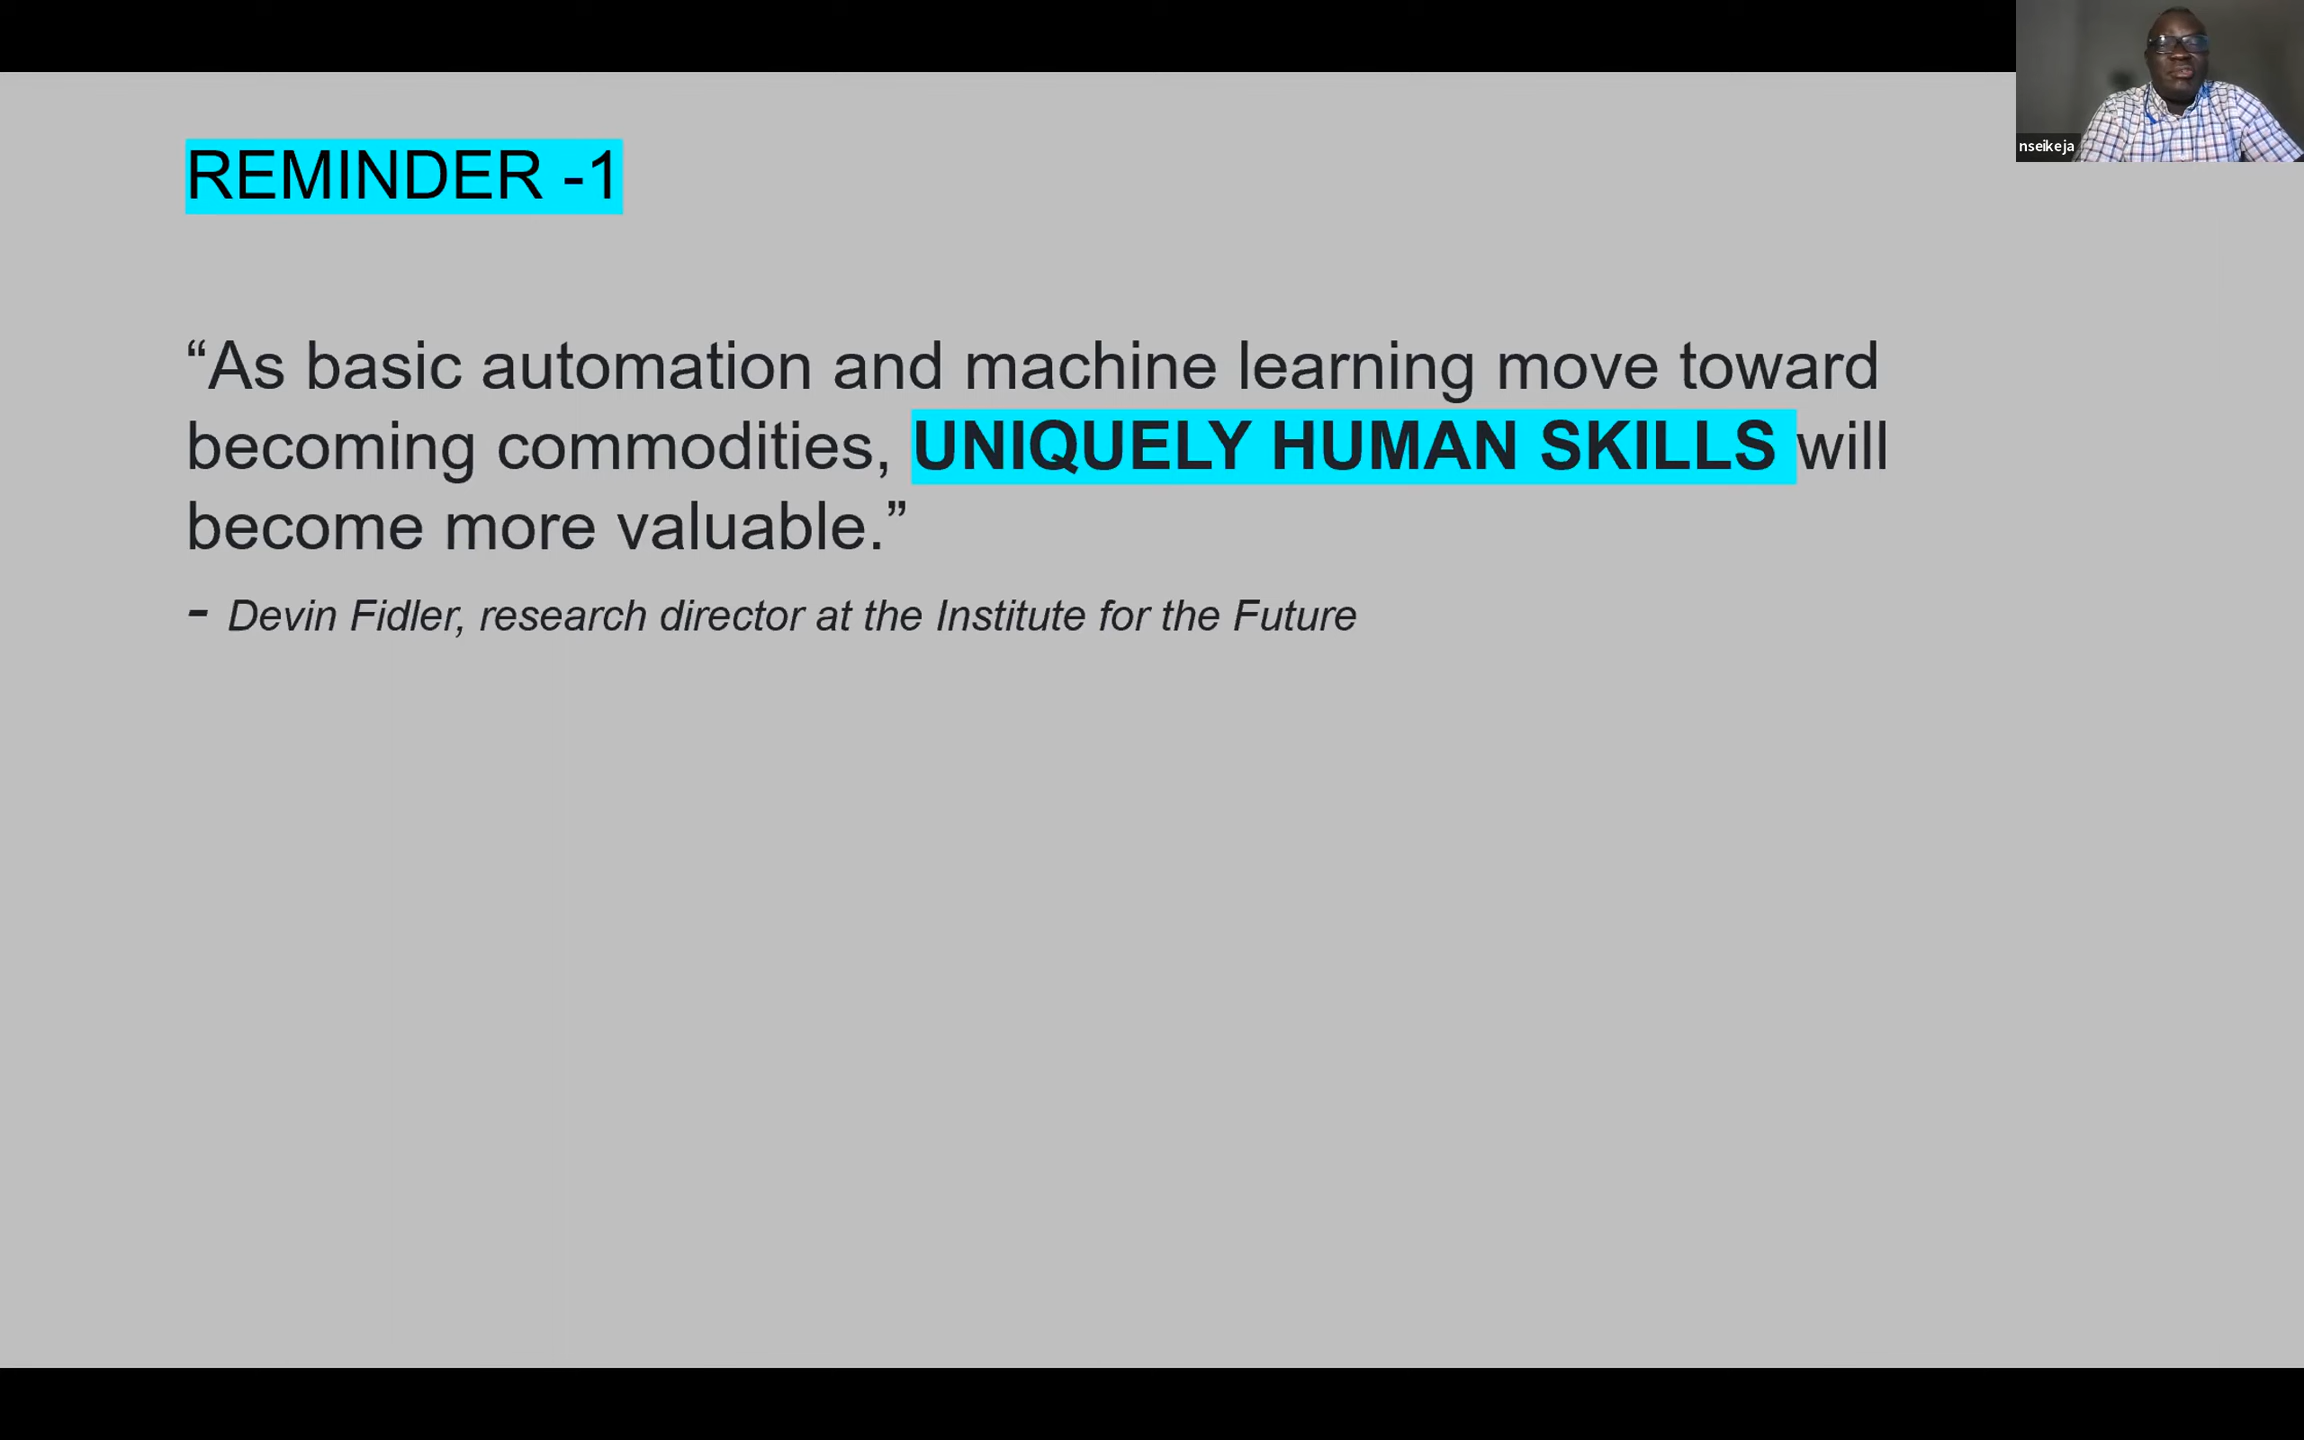 REMINDER -1
“As basic automation and machine learning move toward
becoming commodities, UNIQUELY HUMAN SKILLS will
become more valuable.”
- Devin Fidler, research director at the Institute for the Future
nseikeja